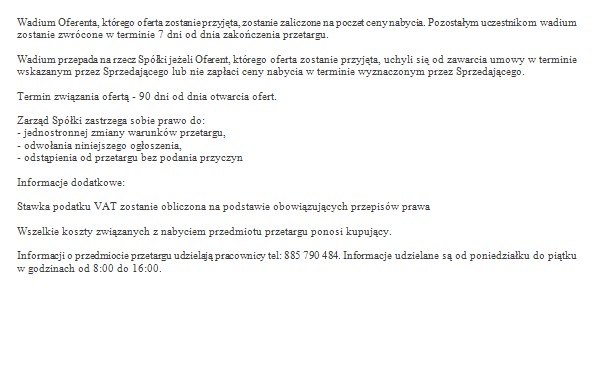 Wadium Oferenta, którego oferta zostanie przyjęta, zostanie zaliczone na poczet ceny nabycia. Pozostałym uczestnikom wadium
zostanie zwrócone w terminie 7 dni od dnia zakończenia przetargu.
Wadium przepada na rzecz Spółki jeżeli Oferent, którego oferta zostanie przyjęta, uchyli się od zawarcia umowy w terminie
wskazanym przez Sprzedającego lub nie zapłaci ceny nabycia w terminie wyznaczonym przez Sprzedającego.
Termin związania ofertą - 90 dni od dnia otwarcia ofert.
Zarząd Spółki zastrzega sobie prawo do:
- jednostronnej zmiany warunków przetargu,
- odwołania niniejszego ogłoszenia,
- odstąpienia od przetargu bez podania przyczyn
Informacje dodatkowe:
Stawka podatku VAT zostanie obliczona na podstawie obowiązujących przepisów prawa
Wszelkie koszty związanych z nabyciem przedmiotu przetargu ponosi kupujący.
Informacji o przedmiocie przetargu udzielają pracownicy tel: 885 790 484. Informacje udzielane są od poniedziałku do piątku
w godzinach od 8:00 do 16:00.